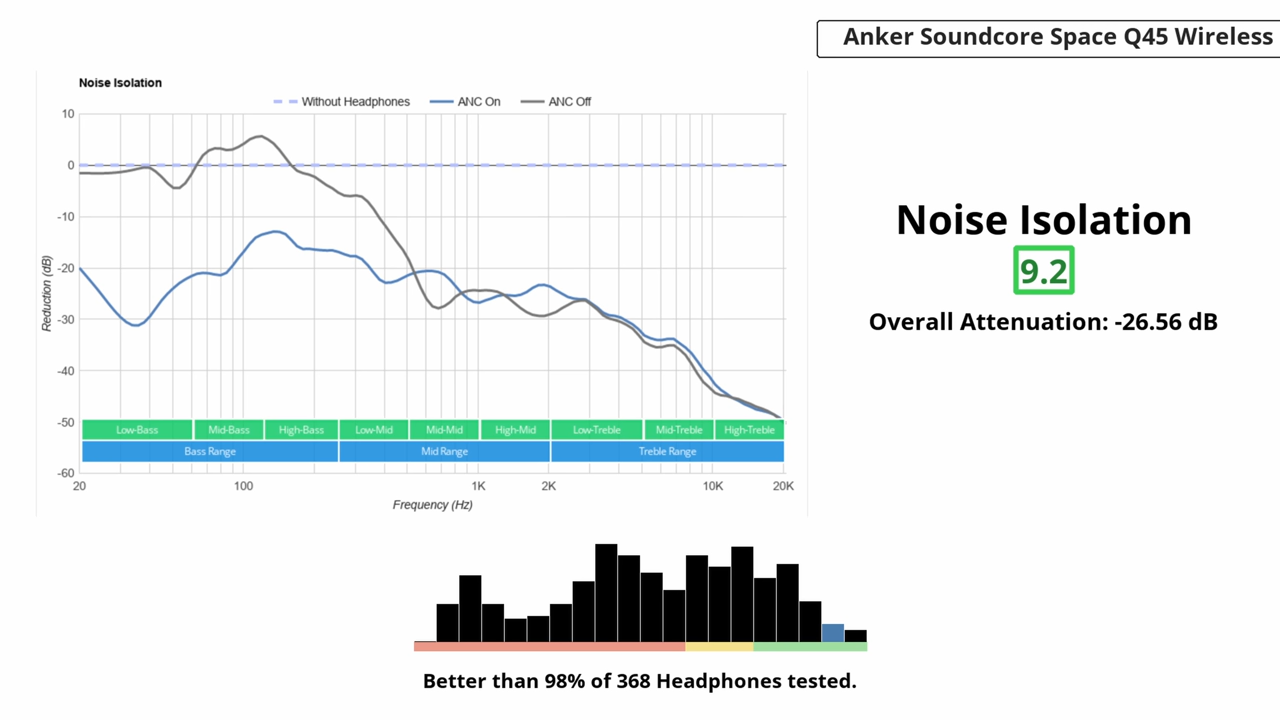 Anker Soundcore Space Q45 Wireless
Noise Isolation
Without Headphones ANC On ANC Off
10
0
-10
-20
-30
-40
-50
-60
Reduction (dB)
Low-Bass Mid-Bass High-Bass Low-Mid Mid-Mid High-Mid Low-Treble Mid-Treble High-Treble
Bass Range Mid Range Treble Range
20 100 1K 2K 10K 20K
Frequency (Hz)
Noise Isolation
9.2
Overall Attenuation: -26.56 dB
Better than 98% of 368 Headphones tested.